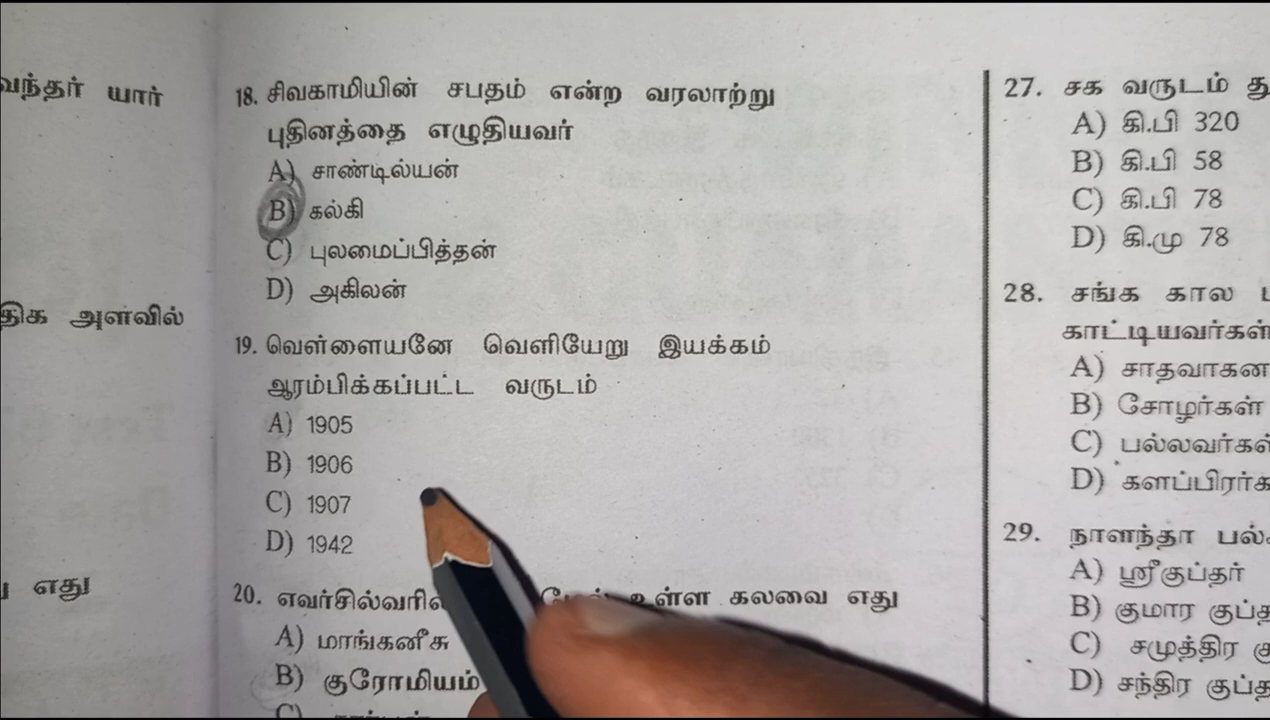 வந்தர் யார்
அளவில்
எது
18. சிவகாமியின் சபதம் என்ற வரலாற்று
புதினத்தை எழுதியவர்
A) சாண்டில்யன்
B) கல்கி
C) புலமைப்பித்தன்
D) அகிலன்
19. வெள்ளையனே வெளியேறு இயக்கம்
ஆரம்பிக்கப்பட்ட வருடம்
A) 1905
B) 1906
C) 1907
D) 1942
20. உள்ள கலவை எது
A) மாங்கனீசு
B) குரோமியம்
27. சக வருடம்
A) கி.பி 320
B) கி.பி 58
C) கி.பி 78
D) கி.மு 78
28. சங்க கால
காட்டியவர்கள்
A) சாதவாகன
B) சோழர்கள்
C) பல்லவர்கள்
D) களப்பிரர்க
29. நாளந்தா
A) ஸ்ரீகுப்தர்
B) குமார
C) சமுத்திர
D) சந்திர